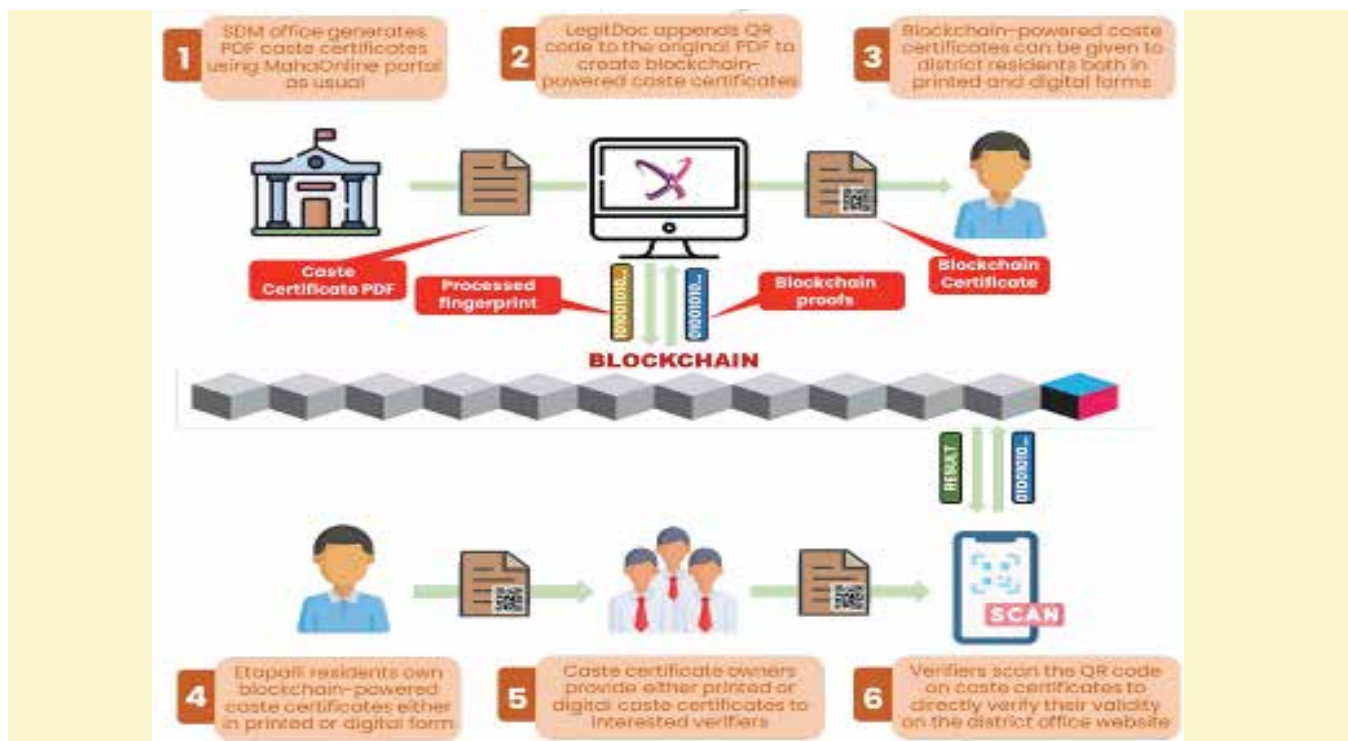 1
SDM office generates
PDF caste certificates
using MahaOnline portal
as usual
2
LegitDoc appends QR
code to the original PDF to
create blockchain-
powered caste certificates
3
Blockchain-powered caste
certificates can be given to
district residents both in
printed and digital forms
Caste
Certificate PDF
Processed
fingerprint
101001010...
01001010...
Blockchain
proofs
Blockchain
Certificate
BLOCKCHAIN
RESULT
01001010...
SCAN
4
Etapalli residents own
blockchain-powered
caste certificates either
in printed or digital form
5
Caste certificate owners
provide either printed or
digital caste certificates to
interested verifiers
6
Verifiers scan the QR code
on caste certificates to
directly verify their validity
on the district office website